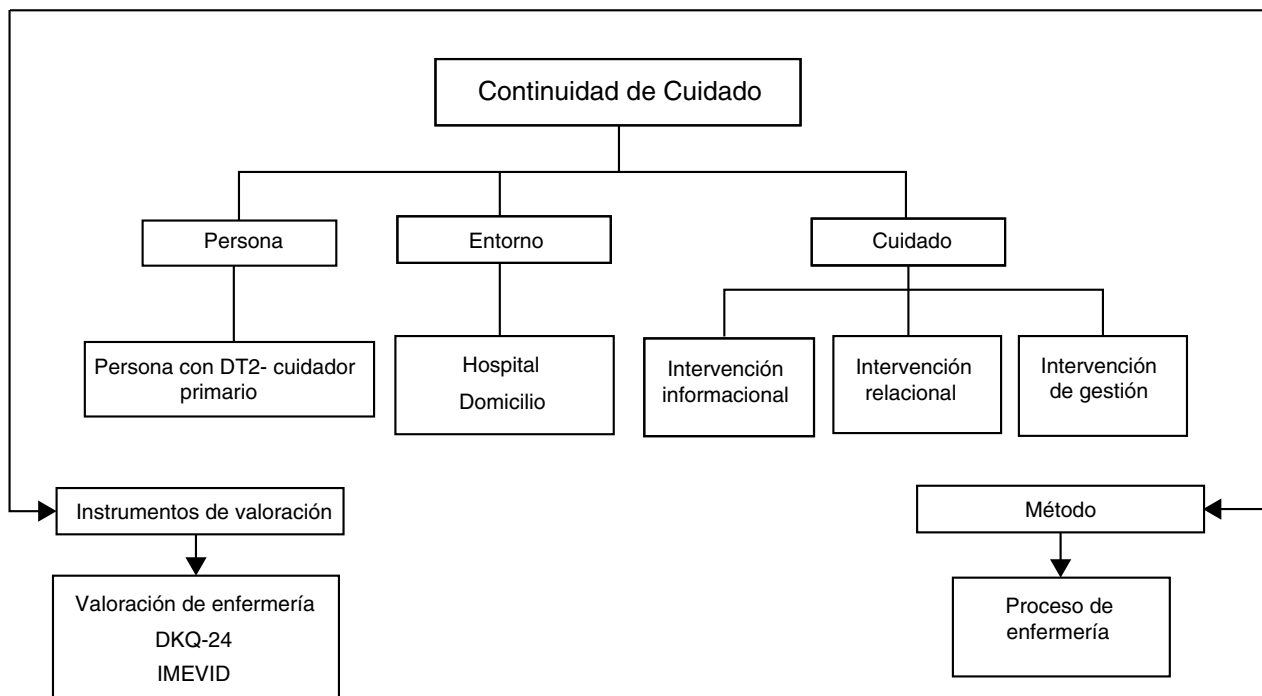 Continuidad de Cuidado
Persona
Entorno
Cuidado
Persona con DT2- cuidador
primario
Hospital
Domicilio
Intervención
informacional
Intervención
relacional
Intervención
de gestión
Instrumentos de valoración
Método
Valoración de enfermería
DKQ-24
IMEVID
Proceso de
enfermería